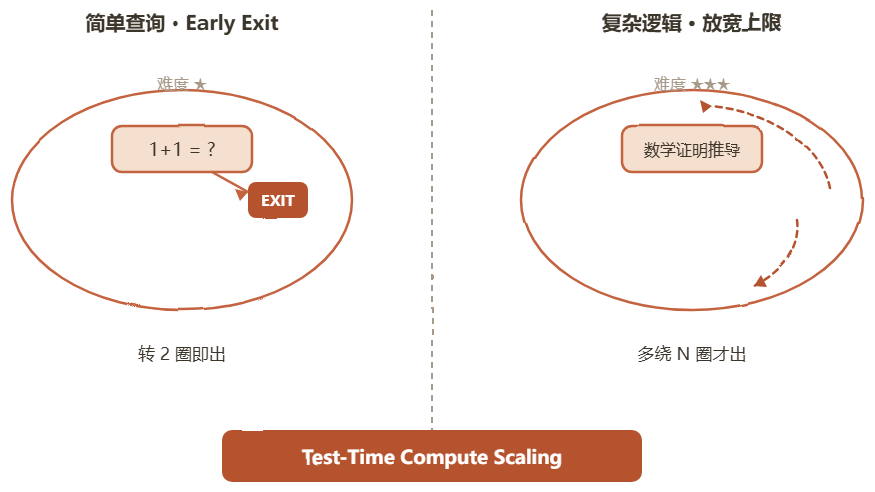 简单查询 · Early Exit
难度 ★
1+1 = ?
EXIT
转 2 圈即出
复杂逻辑 · 放宽上限
难度 ★★★
数学证明推导
多绕 N 圈才出
Test-Time Compute Scaling